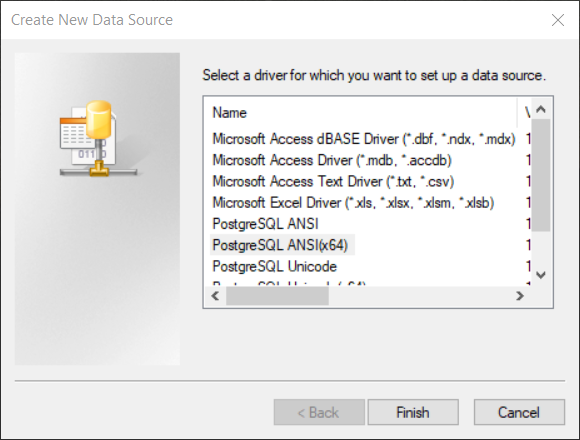 Create New Data Source
Select a driver for which you want to set up a data source.
Name V
Microsoft Access dBASE Driver (*.dbf, *.ndx, *.mdx) 1
Microsoft Access Driver (*.mdb, *.accdb) 1
Microsoft Access Text Driver (*.txt, *.csv) 1
Microsoft Excel Driver (*.xls, *.xlsx, *.xlsm, *.xlsb) 1
PostgreSQL ANSI 1
PostgreSQL ANSI(x64) 1
PostgreSQL Unicode 1
01110
< Back
Finish
Cancel